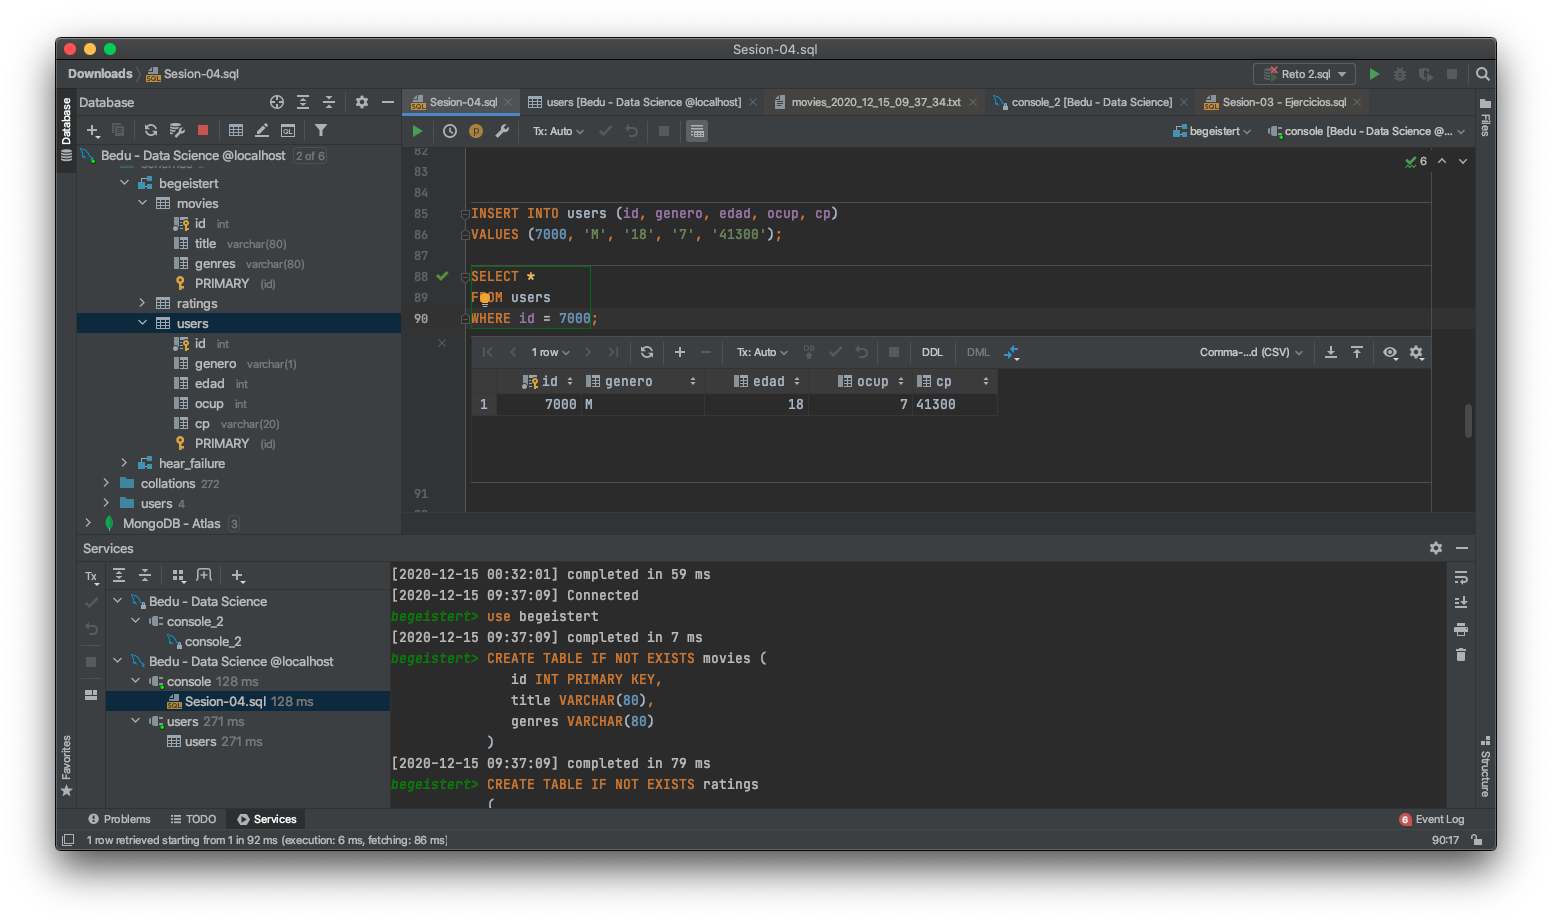 Sesion-04.sql
Downloads
Sesion-04.sql
Reto 2.sql
Database
Sesion-04.sql
users [Bedu - Data Science @localhost]
movies_2020_12_15_09_37_34.txt
console_2 [Bedu - Data Science]
Sesion-03 - Ejercicios.sql
Database
Files
Tx: Auto
begeistert
console [Bedu - Data Science @...
Bedu - Data Science @localhost 2 of 6
begeistert
movies
id int
title varchar(80)
genres varchar(80)
PRIMARY (id)
ratings
users
id int
genero varchar(1)
edad int
ocup int
cp varchar(20)
PRIMARY (id)
hear_failure
collations 272
users 4
MongoDB - Atlas 3
6
82
83
84
85 INSERT INTO users (id, genero, edad, ocup, cp)
86 VALUES (7000, 'M', '18', '7', '41300');
87
88 SELECT *
89 FROM users
90 WHERE id = 7000;
1 row
Tx: Auto
DB
DDL
DML
Comma-...d (CSV)
id genero edad ocup cp
1 7000 M 18 7 41300
91
Services
Tx
Bedu - Data Science
console_2
console_2
Bedu - Data Science @localhost
console 128 ms
Sesion-04.sql 128 ms
users 271 ms
users 271 ms
[2020-12-15 00:32:01] completed in 59 ms
[2020-12-15 09:37:09] Connected
begeistert> use begeistert
[2020-12-15 09:37:09] completed in 7 ms
begeistert> CREATE TABLE IF NOT EXISTS movies (
id INT PRIMARY KEY,
title VARCHAR(80),
genres VARCHAR(80)
)
[2020-12-15 09:37:09] completed in 79 ms
begeistert> CREATE TABLE IF NOT EXISTS ratings
(
Favorites
Structure
Problems
TODO
Services
6 Event Log
1 row retrieved starting from 1 in 92 ms (execution: 6 ms, fetching: 86 ms)
90:17